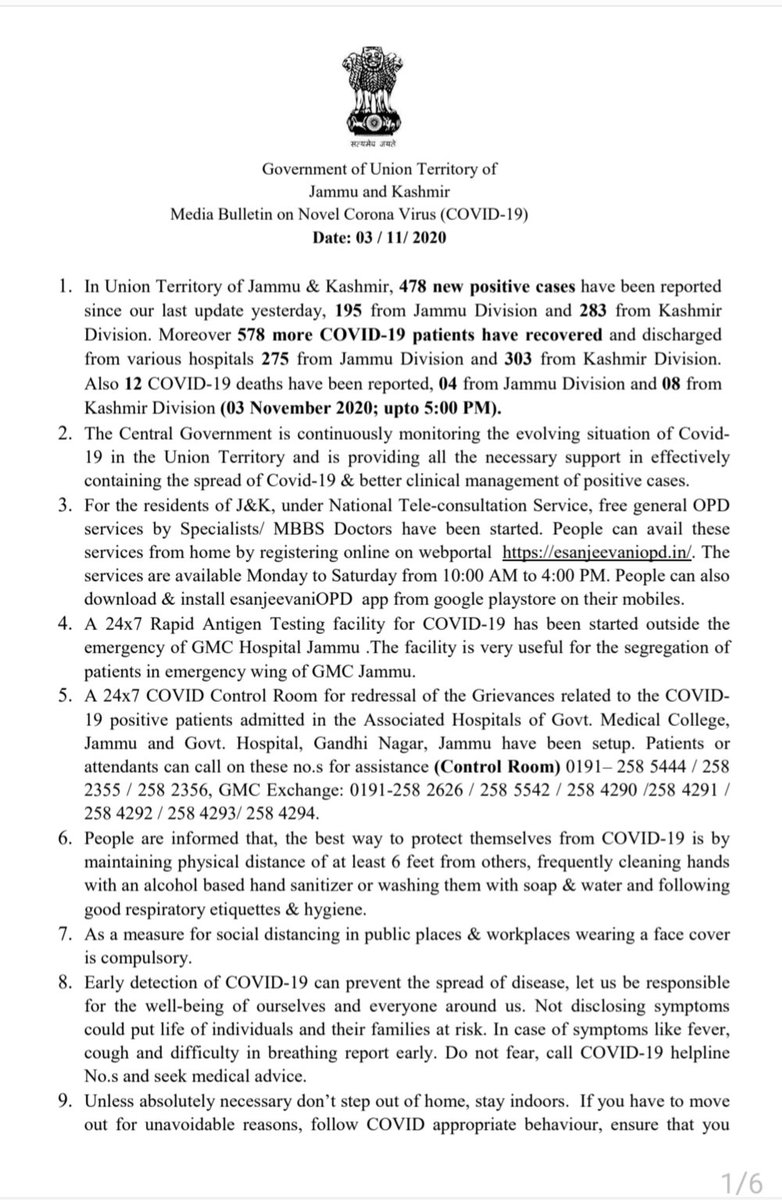 सत्यमेव जयते
Government of Union Territory of
Jammu and Kashmir
Media Bulletin on Novel Corona Virus (COVID-19)
Date: 03 / 11/ 2020
1. In Union Territory of Jammu & Kashmir, 478 new positive cases have been reported
since our last update yesterday, 195 from Jammu Division and 283 from Kashmir
Division. Moreover 578 more COVID-19 patients have recovered and discharged
from various hospitals 275 from Jammu Division and 303 from Kashmir Division.
Also 12 COVID-19 deaths have been reported, 04 from Jammu Division and 08 from
Kashmir Division (03 November 2020; upto 5:00 PM).
2. The Central Government is continuously monitoring the evolving situation of Covid-
19 in the Union Territory and is providing all the necessary support in effectively
containing the spread of Covid-19 & better clinical management of positive cases.
3. For the residents of J&K, under National Tele-consultation Service, free general OPD
services by Specialists/ MBBS Doctors have been started. People can avail these
services from home by registering online on webportal https://esanjeevaniopd.in/. The
services are available Monday to Saturday from 10:00 AM to 4:00 PM. People can also
download & install esanjeevaniOPD app from google playstore on their mobiles.
4. A 24x7 Rapid Antigen Testing facility for COVID-19 has been started outside the
emergency of GMC Hospital Jammu .The facility is very useful for the segregation of
patients in emergency wing of GMC Jammu.
5. A 24x7 COVID Control Room for redressal of the Grievances related to the COVID-
19 positive patients admitted in the Associated Hospitals of Govt. Medical College,
Jammu and Govt. Hospital, Gandhi Nagar, Jammu have been setup. Patients or
attendants can call on these no.s for assistance (Control Room) 0191– 258 5444 / 258
2355 / 258 2356, GMC Exchange: 0191-258 2626 / 258 5542 / 258 4290 /258 4291 /
258 4292 / 258 4293/ 258 4294.
6. People are informed that, the best way to protect themselves from COVID-19 is by
maintaining physical distance of at least 6 feet from others, frequently cleaning hands
with an alcohol based hand sanitizer or washing them with soap & water and following
good respiratory etiquettes & hygiene.
7. As a measure for social distancing in public places & workplaces wearing a face cover
is compulsory.
8. Early detection of COVID-19 can prevent the spread of disease, let us be responsible
for the well-being of ourselves and everyone around us. Not disclosing symptoms
could put life of individuals and their families at risk. In case of symptoms like fever,
cough and difficulty in breathing report early. Do not fear, call COVID-19 helpline
No.s and seek medical advice.
9. Unless absolutely necessary don’t step out of home, stay indoors. If you have to move
out for unavoidable reasons, follow COVID appropriate behaviour, ensure that you
1/6